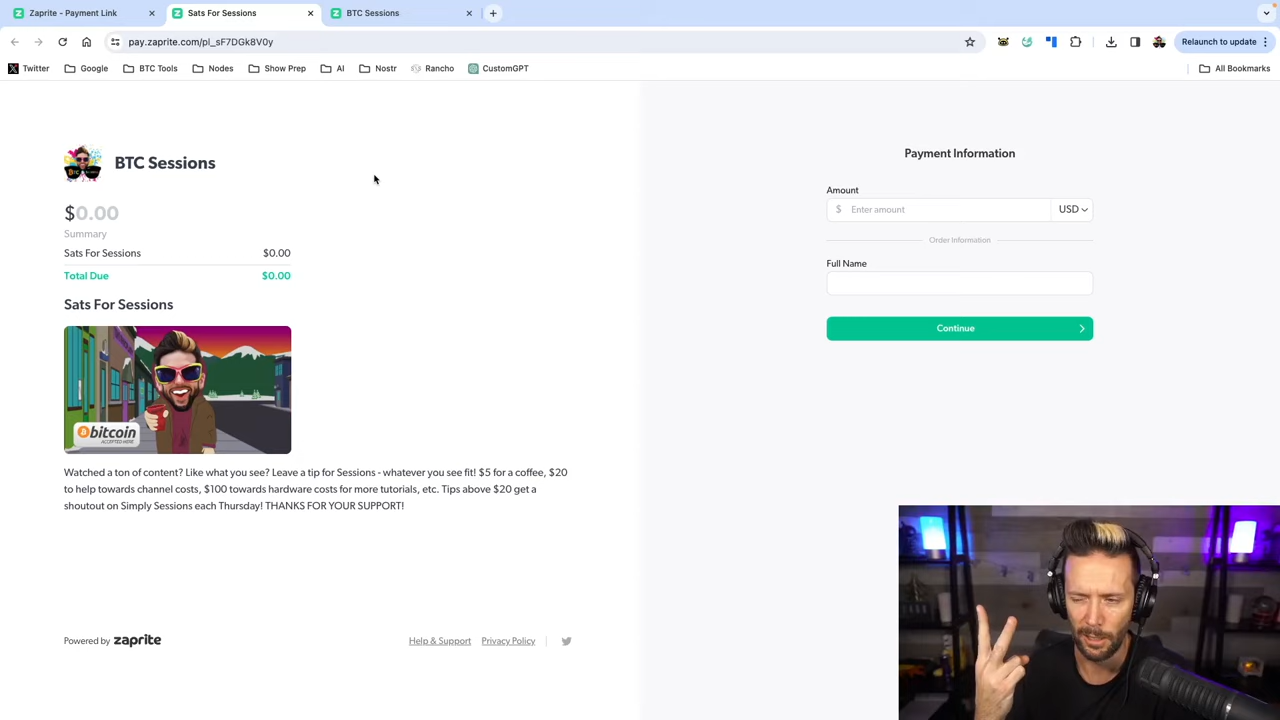 Zaprite - Payment Link
Sats For Sessions
BTC Sessions
pay.zaprite.com/pl_sF7DGk8V0y
Relaunch to update
Twitter
Google
BTC Tools
Nodes
Show Prep
AI
Nostr
Rancho
CustomGPT
All Bookmarks
BTC Sessions
$0.00
Summary
Sats For Sessions $0.00
Total Due $0.00
Sats For Sessions
bitcoin
ACCEPTED HERE
Watched a ton of content? Like what you see? Leave a tip for Sessions - whatever you see fit! $5 for a coffee, $20
to help towards channel costs, $100 towards hardware costs for more tutorials, etc. Tips above $20 get a
shoutout on Simply Sessions each Thursday! THANKS FOR YOUR SUPPORT!
Powered by zaprite
Help & Support
Privacy Policy
Payment Information
Amount
$ Enter amount
USD
Order Information
Full Name
Continue